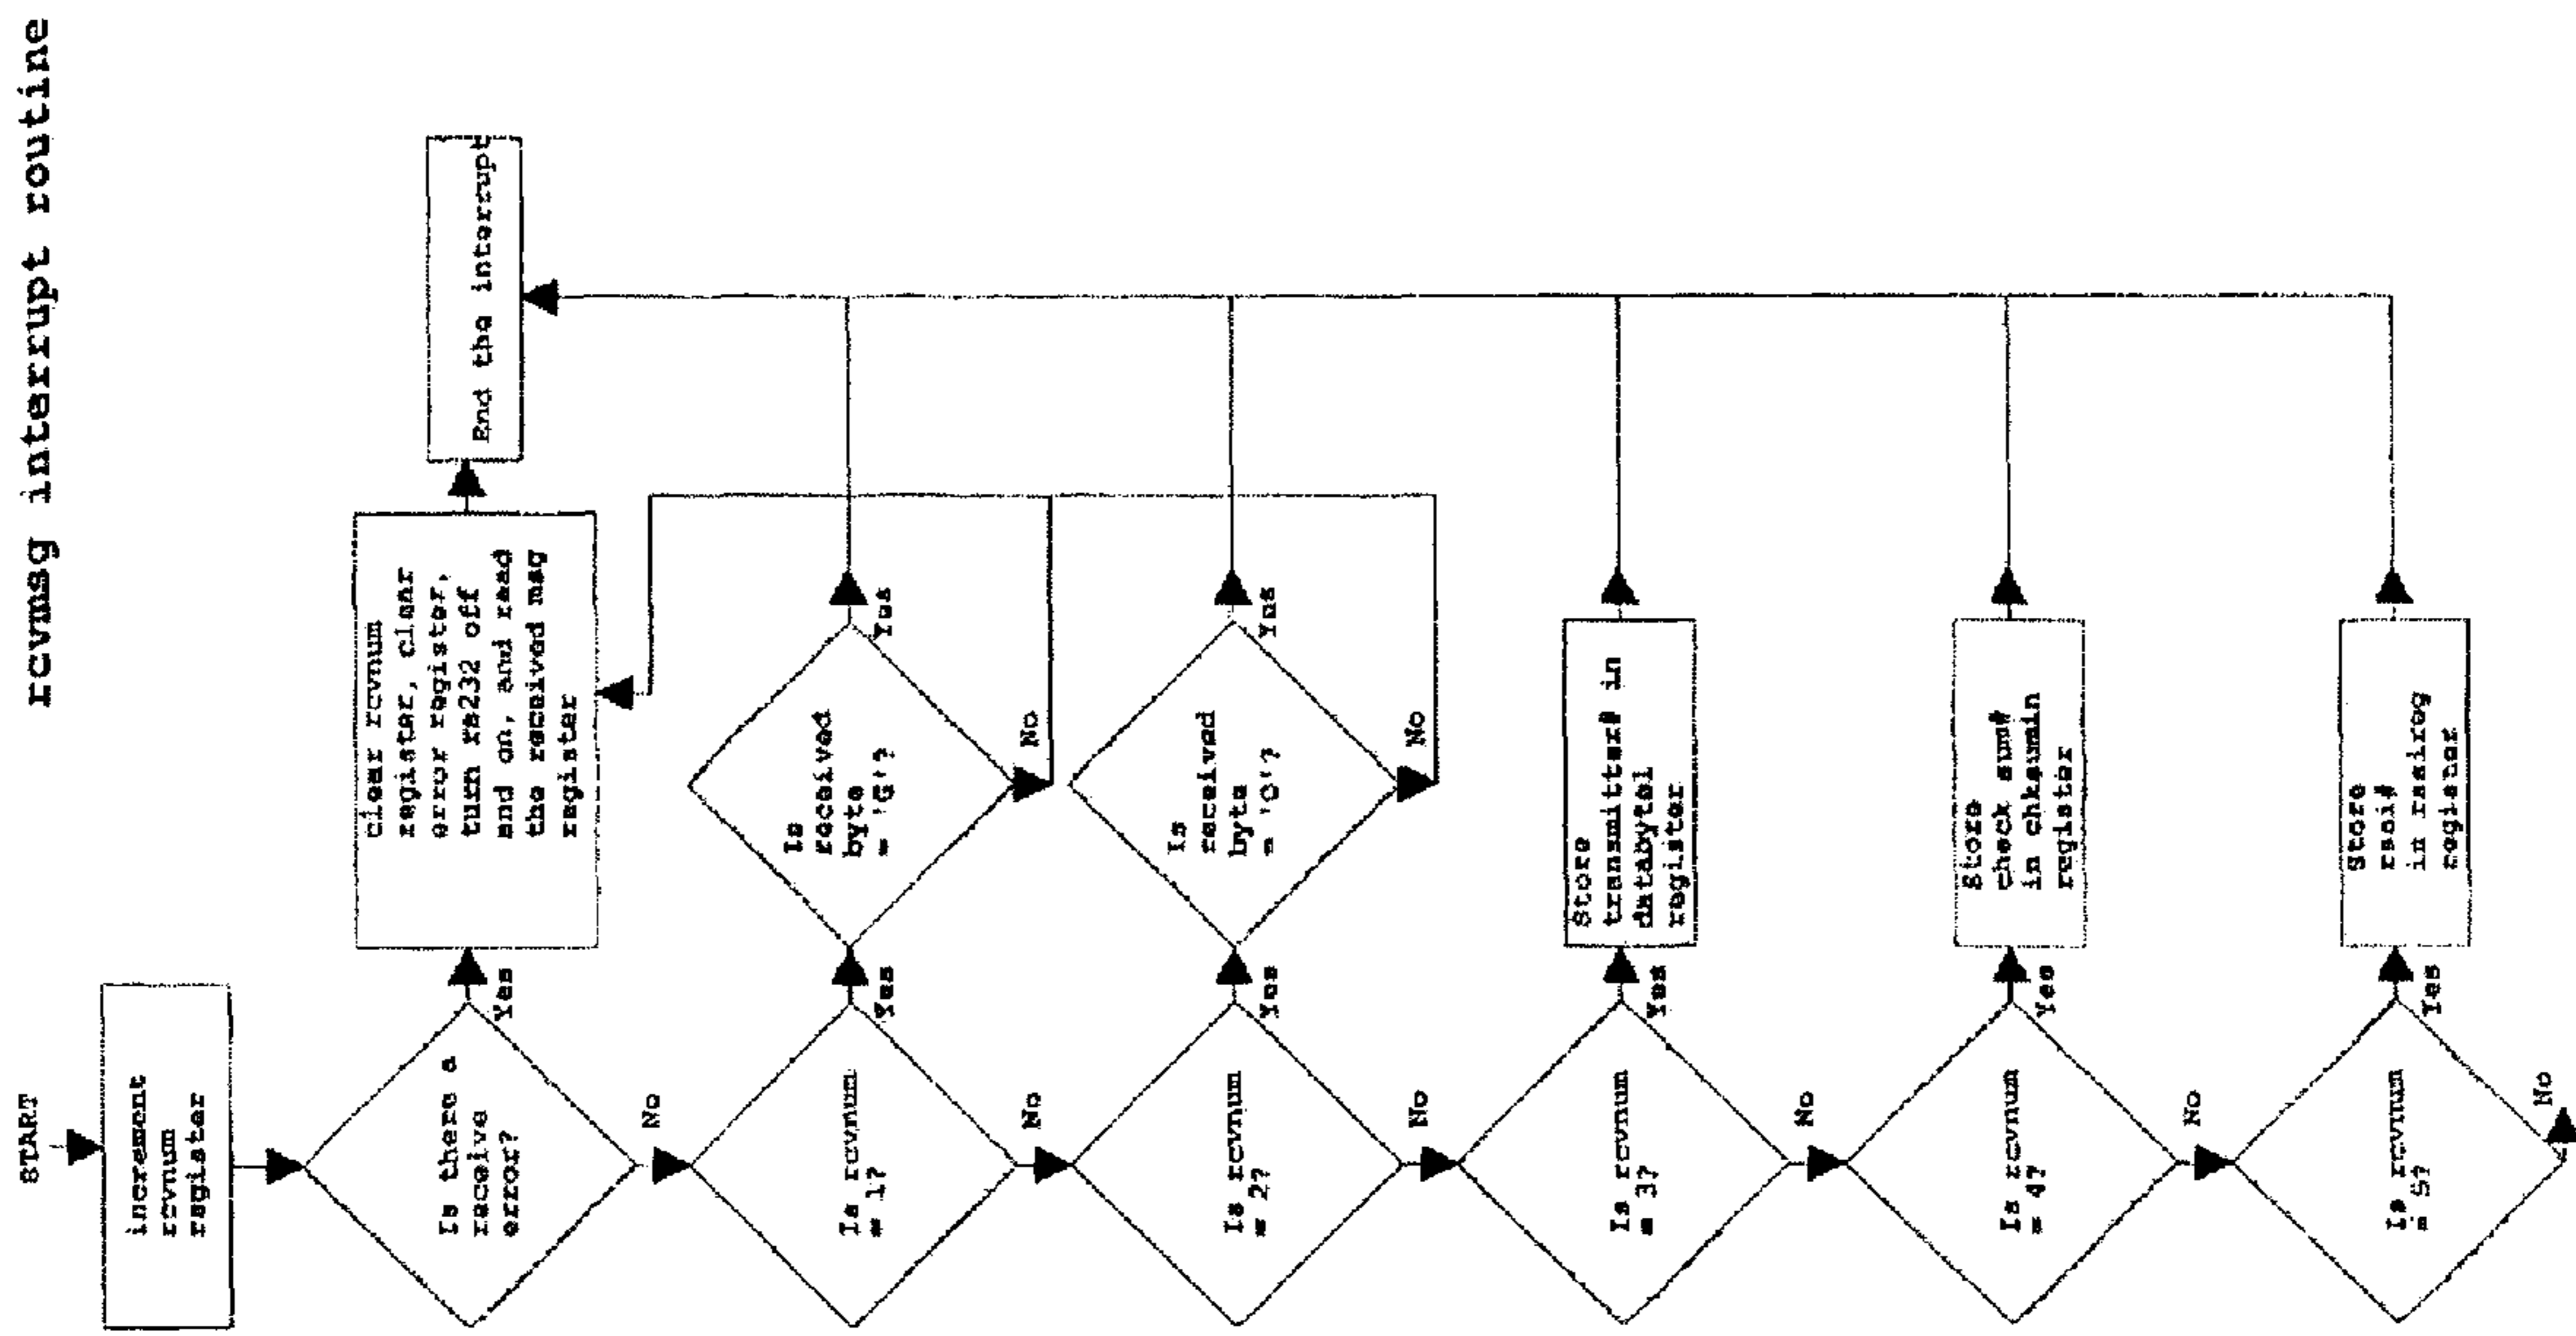 rcvmsg interrupt routine
START
increment
rcvnum
register
Is there a
receive
error?
Yes
No
clear rcvnum
register, clear
error register,
turn rs232 off
and on, and read
the received msg
register
End the interrupt
Is rcvnum
= 1?
Yes
No
Is
received
byte
= 'G'?
Yes
No
Is rcvnum
= 2?
Yes
No
Is
received
byte
= 'O'?
Yes
No
Is rcvnum
= 3?
Yes
No
Store
transmitter# in
databyte1
register
Is rcvnum
= 4?
Yes
No
Store
check sum#
in chksumin
register
Is rcvnum
= 5?
Yes
No
Store
rssi#
in rssireg
register